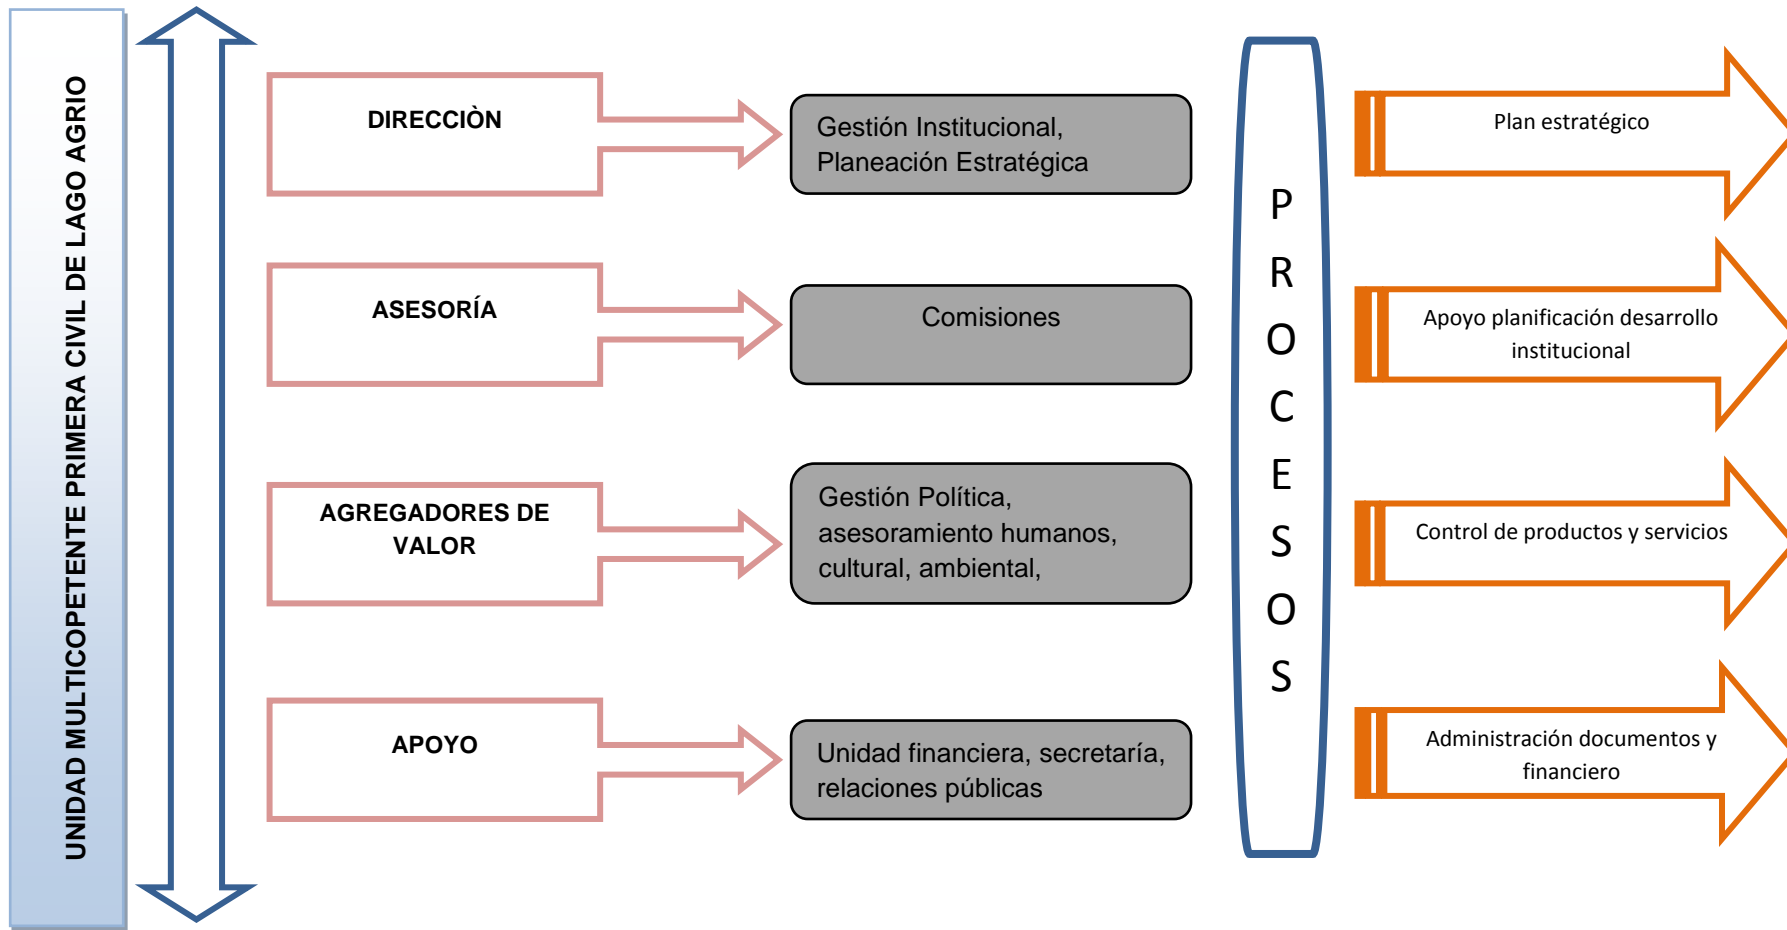 UNIDAD MULTICOPETENTE PRIMERA CIVIL DE LAGO AGRIO
DIRECCIÒN
Gestión Institucional,
Planeación Estratégica
ASESORÍA
Comisiones
AGREGADORES DE
VALOR
Gestión Política,
asesoramiento humanos,
cultural, ambiental,
APOYO
Unidad financiera, secretaría,
relaciones públicas
P
R
O
C
E
S
O
S
Plan estratégico
Apoyo planificación desarrollo
institucional
Control de productos y servicios
Administración documentos y
financiero